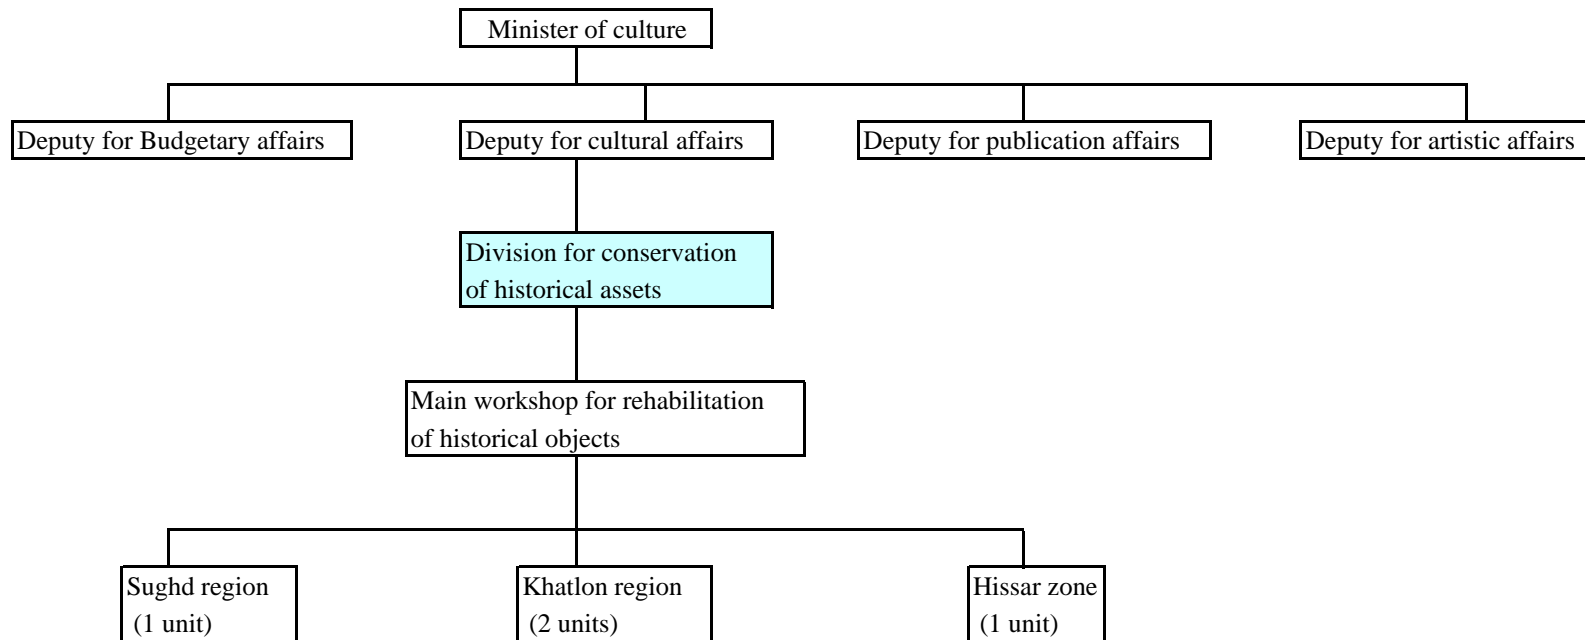 Minister of culture
Deputy for Budgetary affairs
Deputy for cultural affairs
Deputy for publication affairs
Deputy for artistic affairs
Division for conservation
of historical assets
Main workshop for rehabilitation
of historical objects
Sughd region
(1 unit)
Khatlon region
(2 units)
Hissar zone
(1 unit)